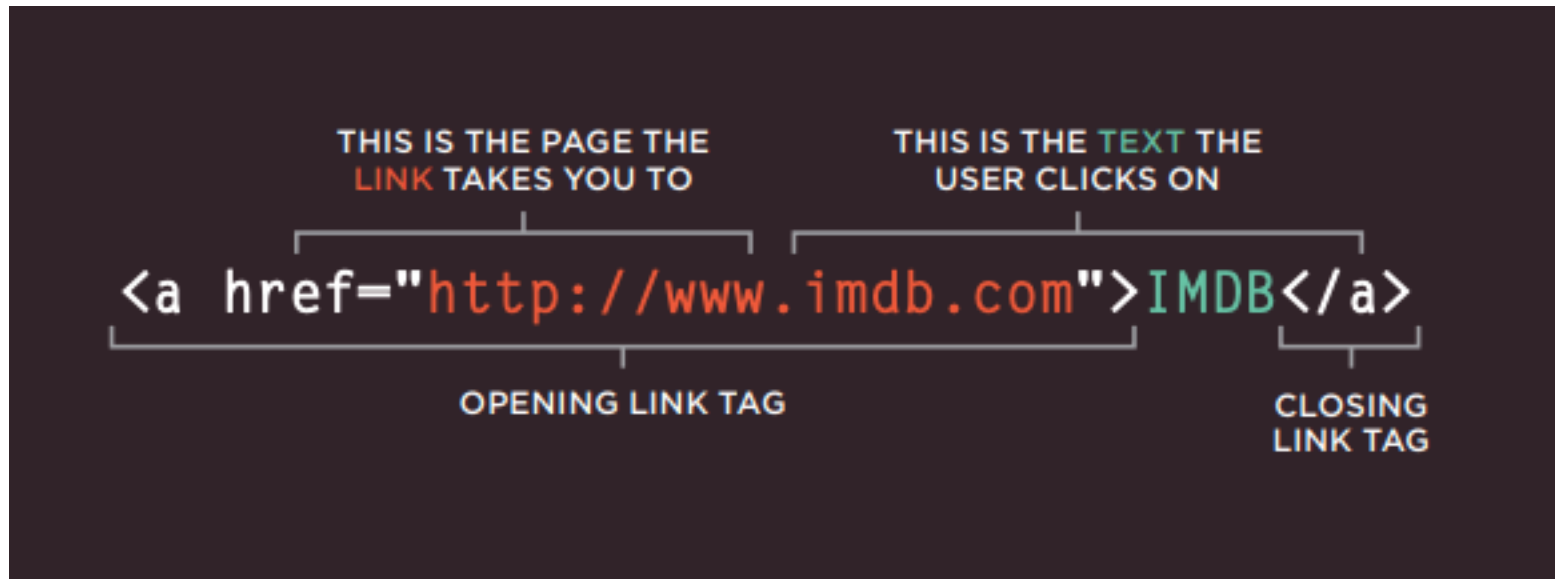 THIS IS THE PAGE THE
LINK TAKES YOU TO
THIS IS THE TEXT THE
USER CLICKS ON
<a href="http://www.imdb.com">IMDB</a>
OPENING LINK TAG
CLOSING
LINK TAG